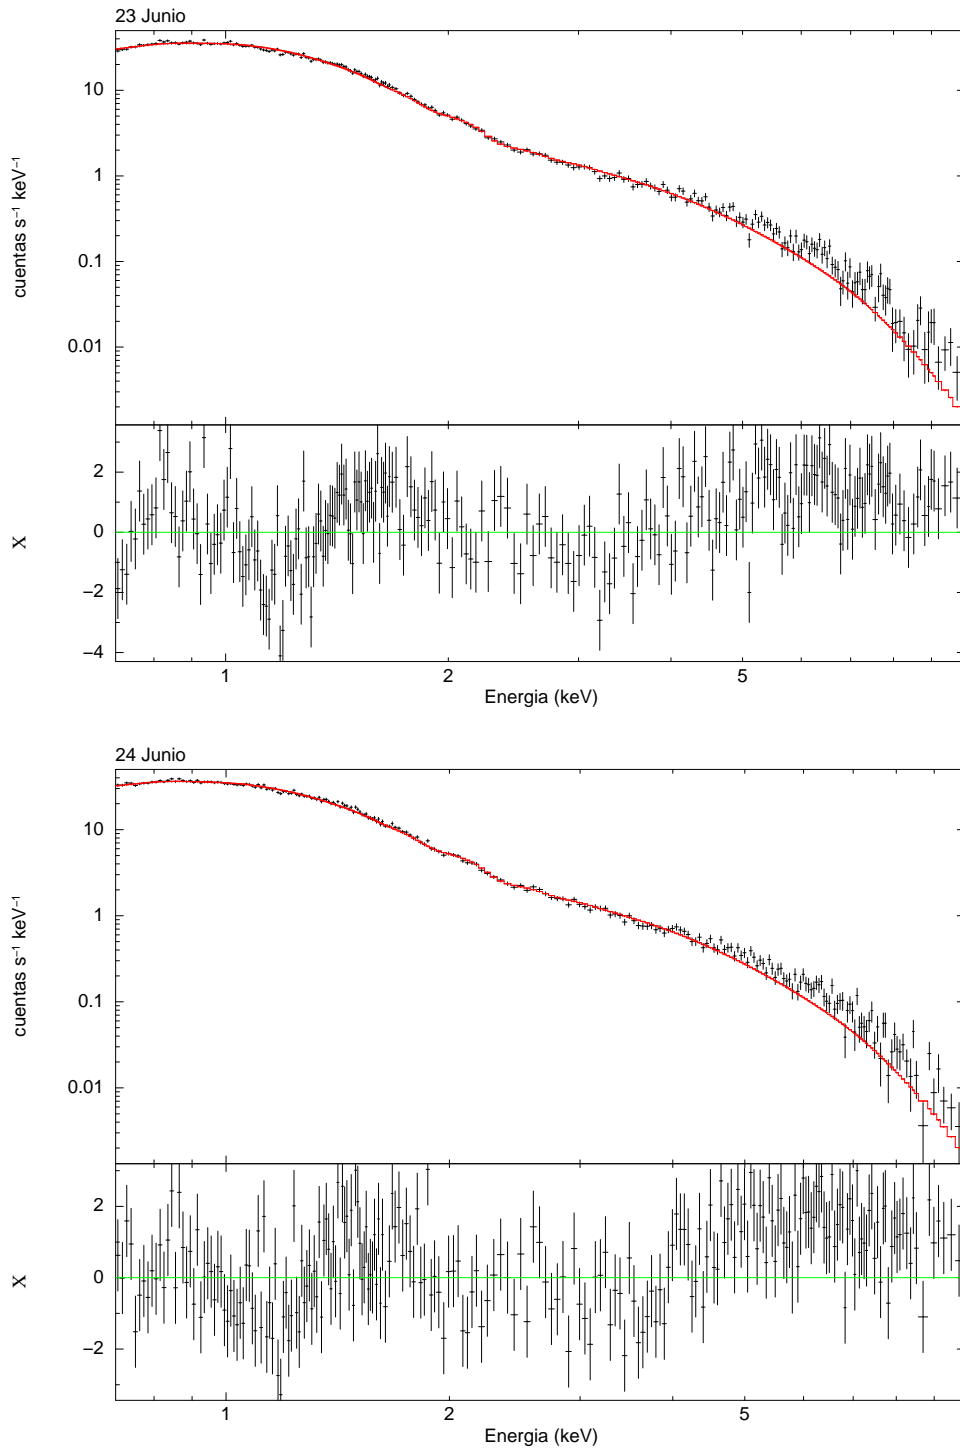 23 Junio
10
1
0.1
0.01
cuentas s⁻¹ keV⁻¹
2
0
−2
−4
χ
1 2 5
Energia (keV)
24 Junio
10
1
0.1
0.01
cuentas s⁻¹ keV⁻¹
2
0
−2
χ
1 2 5
Energia (keV)